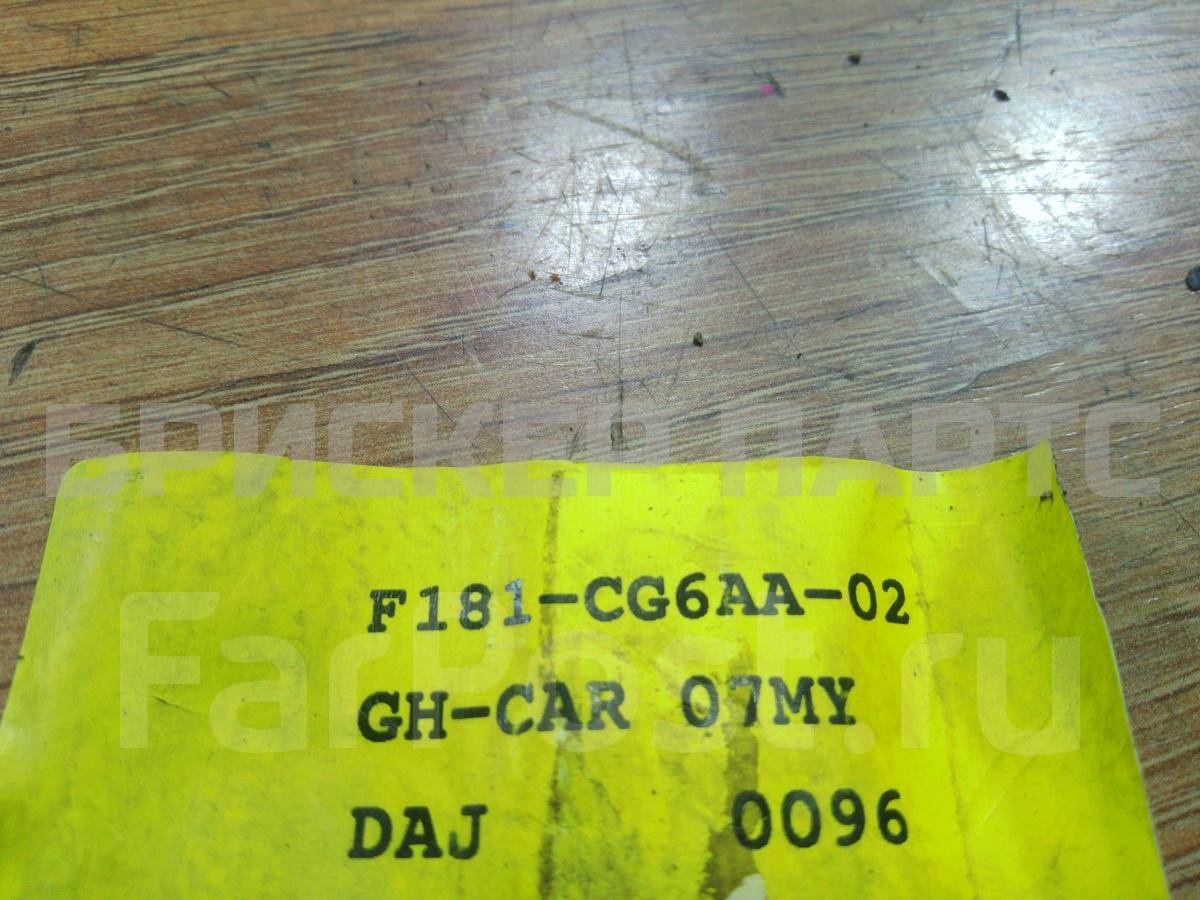 БРИСКЕР ПАРТС
F181-CG6AA-02
FarPost.ru
GH-CAR 07MY
DAJ 0096